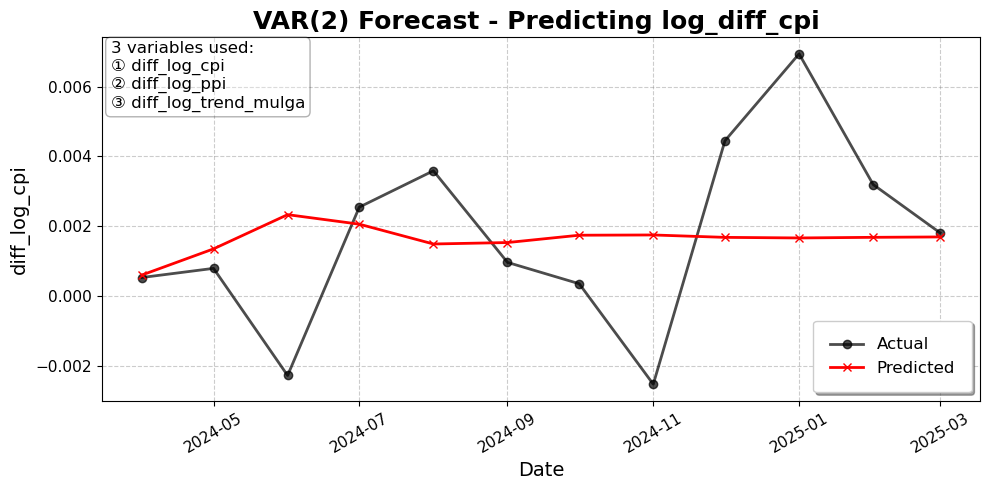 VAR(2) Forecast - Predicting log_diff_cpi
3 variables used:
① diff_log_cpi
② diff_log_ppi
③ diff_log_trend_mulga
diff_log_cpi
0.006
0.004
0.002
0.000
−0.002
Actual
Predicted
2024-05
2024-07
2024-09
2024-11
2025-01
2025-03
Date